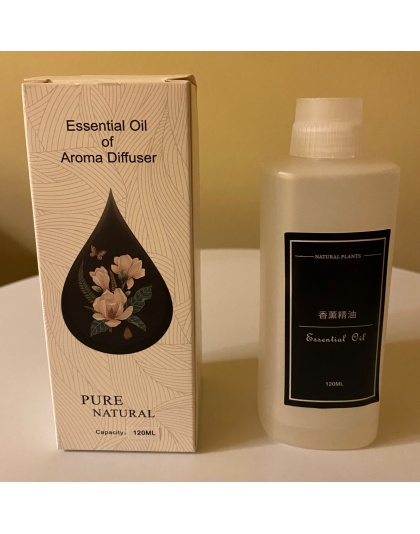 Essential Oil
of
Aroma Diffuser
PURE
NATURAL
Capacity: 120ML
NATURAL PLANTS
香薰精油
Essential Oil
120ML